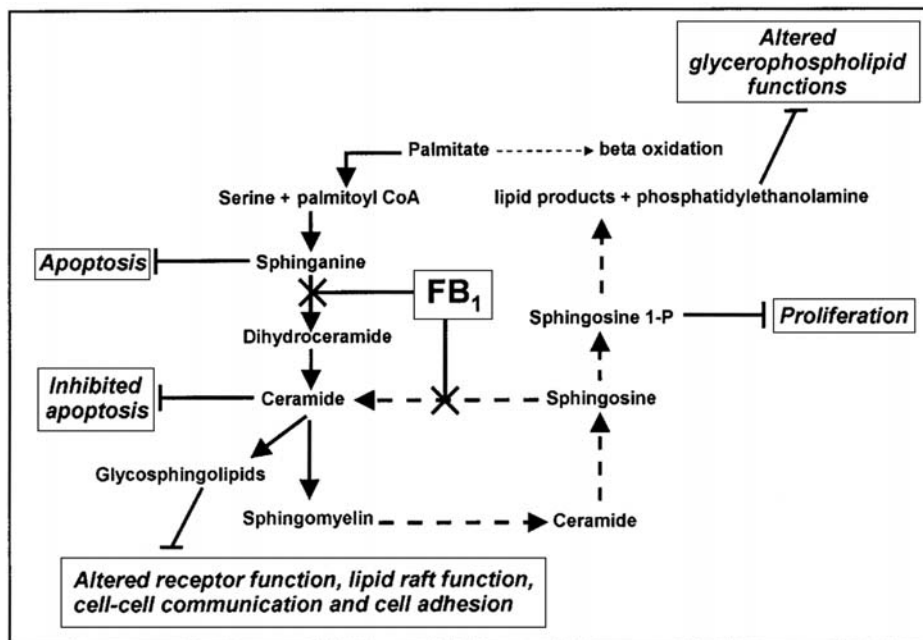 Altered
glycerophospholipid
functions
Palmitate
beta oxidation
Serine + palmitoyl CoA
lipid products + phosphatidylethanolamine
Apoptosis
Sphinganine
FB₁
Sphingosine 1-P
Proliferation
Dihydroceramide
Inhibited
apoptosis
Ceramide
Sphingosine
Glycosphingolipids
Sphingomyelin
Ceramide
Altered receptor function, lipid raft function,
cell-cell communication and cell adhesion